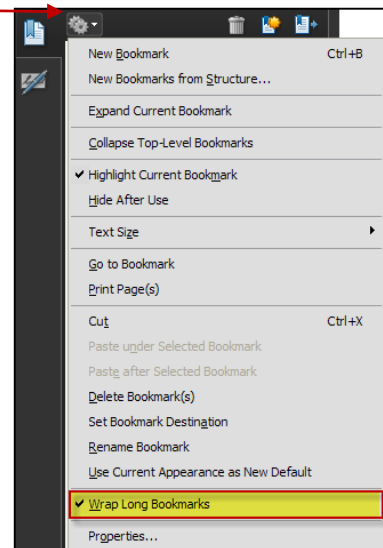 New Bookmark Ctrl+B
New Bookmarks from Structure...
Expand Current Bookmark
Collapse Top-Level Bookmarks
Highlight Current Bookmark
Hide After Use
Text Size
Go to Bookmark
Print Page(s)
Cut Ctrl+X
Paste under Selected Bookmark
Paste after Selected Bookmark
Delete Bookmark(s)
Set Bookmark Destination
Rename Bookmark
Use Current Appearance as New Default
Wrap Long Bookmarks
Properties...